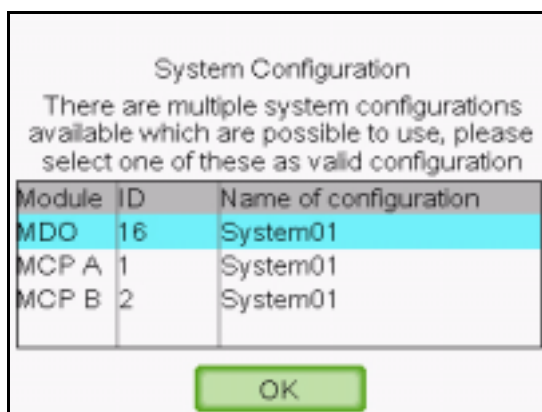 System Configuration
There are multiple system configurations
available which are possible to use, please
select one of these as valid configuration
Module ID Name of configuration
MDO 16 System01
MCP A 1 System01
MCP B 2 System01
OK